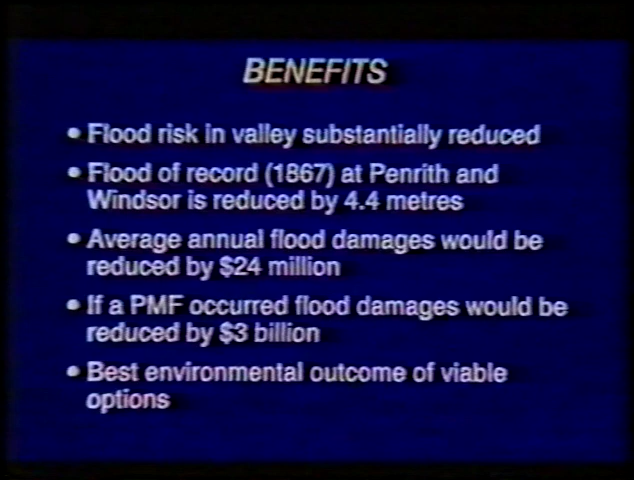 BENEFITS
• Flood risk in valley substantially reduced
• Flood of record (1867) at Penrith and
Windsor is reduced by 4.4 metres
• Average annual flood damages would be
reduced by $24 million
• If a PMF occurred flood damages would be
reduced by $3 billion
• Best environmental outcome of viable
options